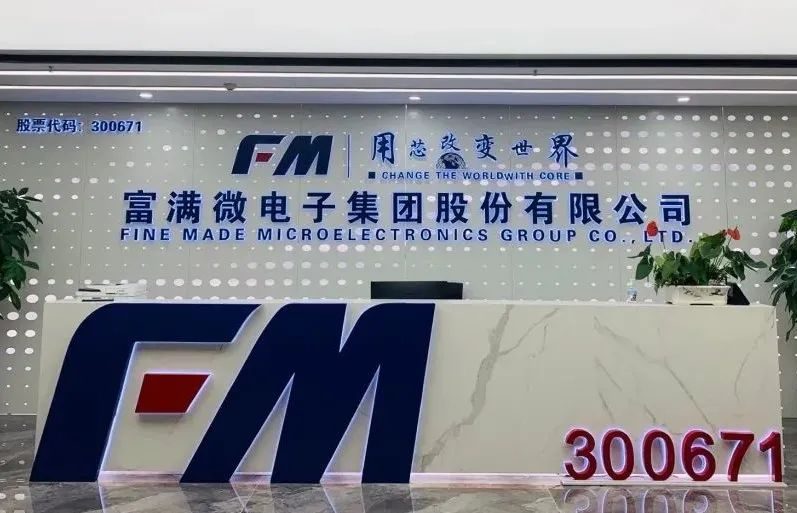 股票代码：300671
FM 用芯改变世界
CHANGE THE WORLDWITH CORE
富满微电子集团股份有限公司
FINE MADE MICROELECTRONICS GROUP CO.,LTD.
FM
300671